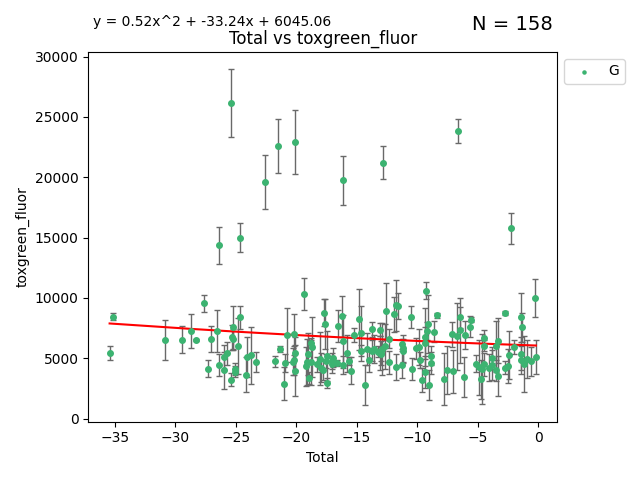 y = 0.52x^2 + -33.24x + 6045.06
N = 158
Total vs toxgreen_fluor
G
toxgreen_fluor
30000
25000
20000
15000
10000
5000
0
−35 −30 −25 −20 −15 −10 −5 0
Total